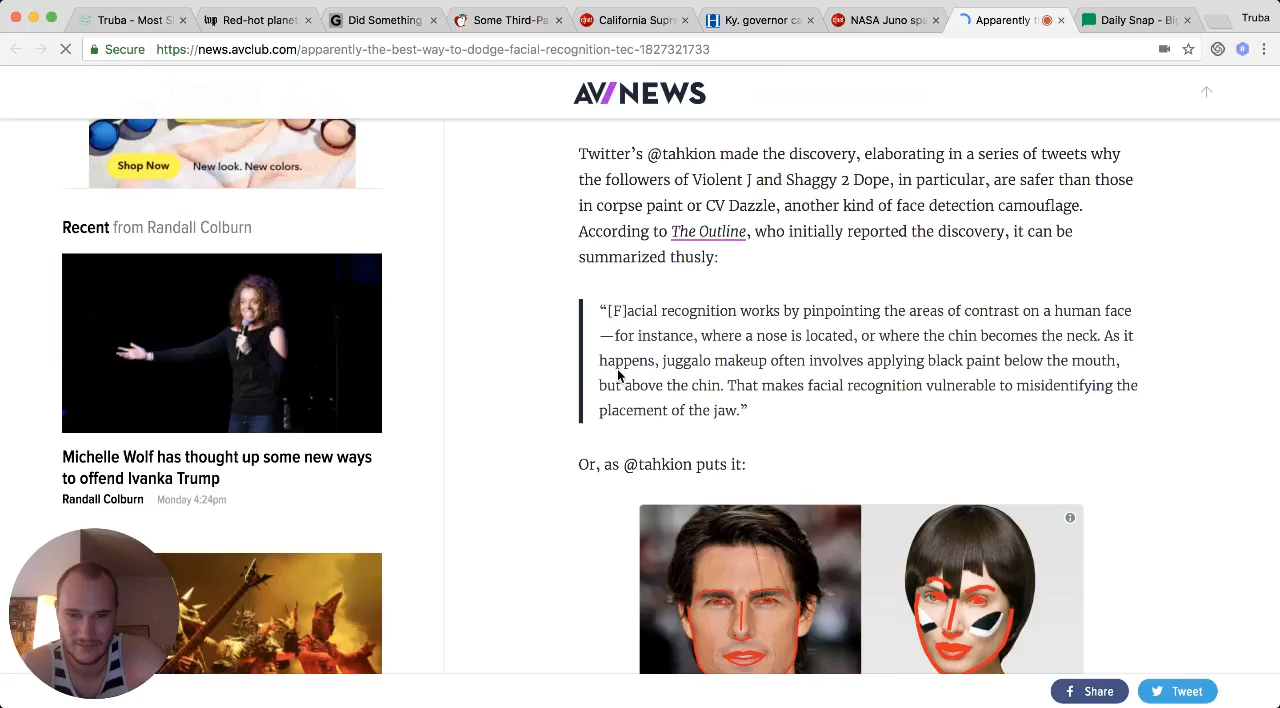 Truba - Most S
Red-hot planet
Did Something
Some Third-Pa
California Supr
Ky. governor ca
NASA Juno spa
Apparently t
Daily Snap - Big
Truba
Secure
https://news.avclub.com/apparently-the-best-way-to-dodge-facial-recognition-tec-1827321733
AV/NEWS
Shop Now
New look. New colors.
Recent from Randall Colburn
Michelle Wolf has thought up some new ways
to offend Ivanka Trump
Randall Colburn Monday 4:24pm
Twitter’s @tahkion made the discovery, elaborating in a series of tweets why
the followers of Violent J and Shaggy 2 Dope, in particular, are safer than those
in corpse paint or CV Dazzle, another kind of face detection camouflage.
According to The Outline, who initially reported the discovery, it can be
summarized thusly:
“[F]acial recognition works by pinpointing the areas of contrast on a human face
—for instance, where a nose is located, or where the chin becomes the neck. As it
happens, juggalo makeup often involves applying black paint below the mouth,
but above the chin. That makes facial recognition vulnerable to misidentifying the
placement of the jaw.”
Or, as @tahkion puts it:
Share
Tweet